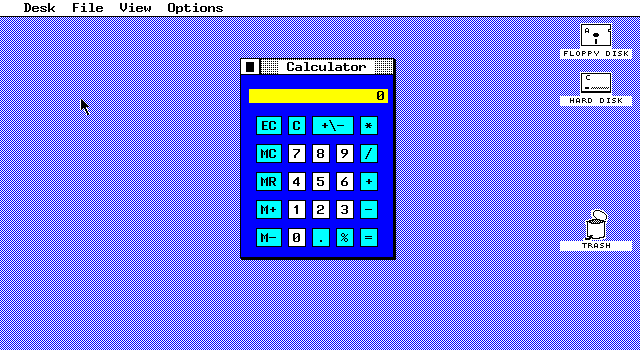 Desk File View Options
A
FLOPPY DISK
C
HARD DISK
Calculator
0
EC C +\- *
MC 7 8 9 /
MR 4 5 6 +
M+ 1 2 3 -
M- 0 . % =
TRASH